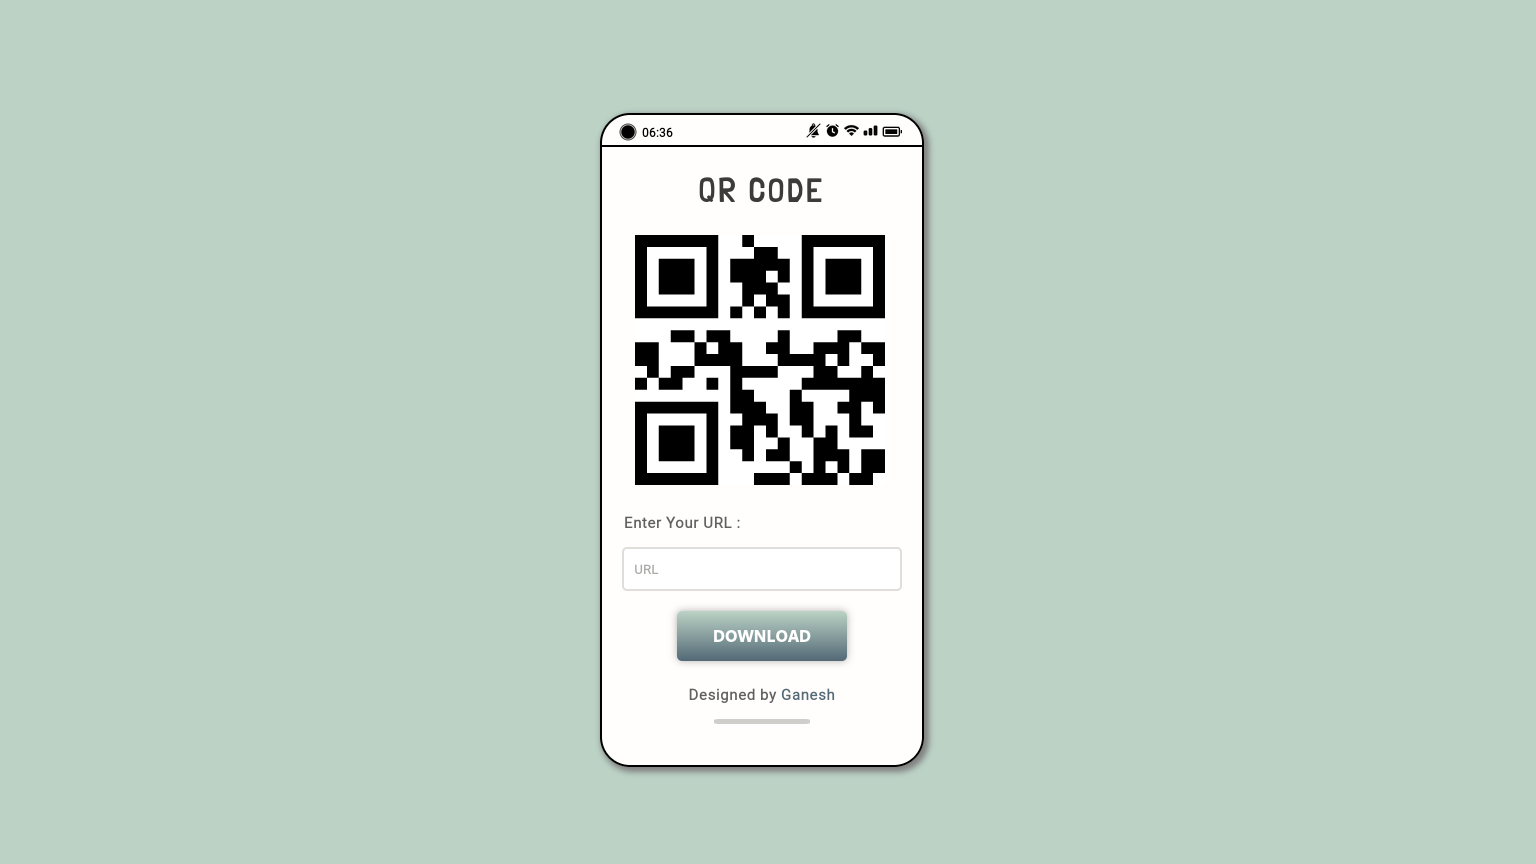 06:36
QR CODE
Enter Your URL :
URL
DOWNLOAD
Designed by Ganesh